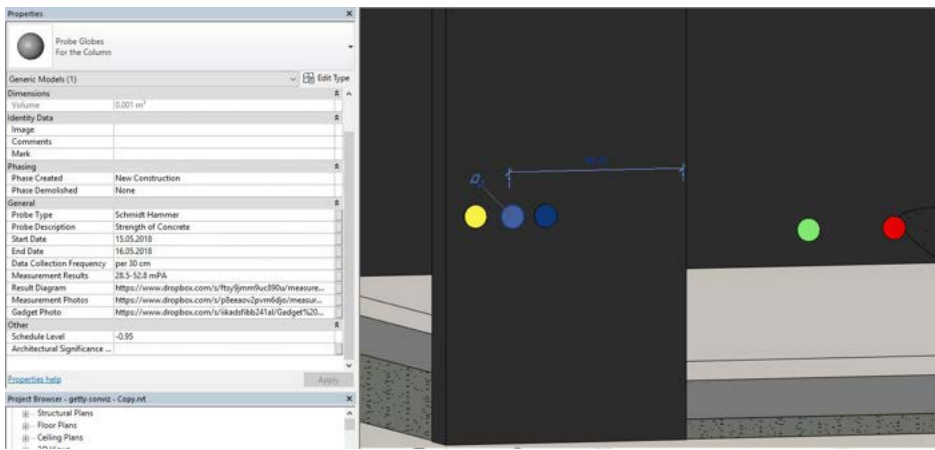 Properties
Probe Globes
For the Column
Generic Models (1)
Edit Type
Dimensions
Volume 0.001 m³
Identity Data
Image
Comments
Mark
Phasing
Phase Created New Construction
Phase Demolished None
General
Probe Type Schmidt Hammer
Probe Description Strength of Concrete
Start Date 15.05.2018
End Date 16.05.2018
Data Collection Frequency per 30 cm
Measurement Results 28.5-52.8 mPA
Result Diagram https://www.dropbox.com/s/ftsy9jmm9uc890u/measure...
Measurement Photos https://www.dropbox.com/s/p8eeaov2pvm6djo/measur...
Gadget Photo https://www.dropbox.com/s/iikadsfibb241al/Gadget%20...
Other
Schedule Level -0.95
Architectural Significance ...
Properties help
Apply
Project Browser - getty-sonviz - Copy.rvt
Structural Plans
Floor Plans
Ceiling Plans